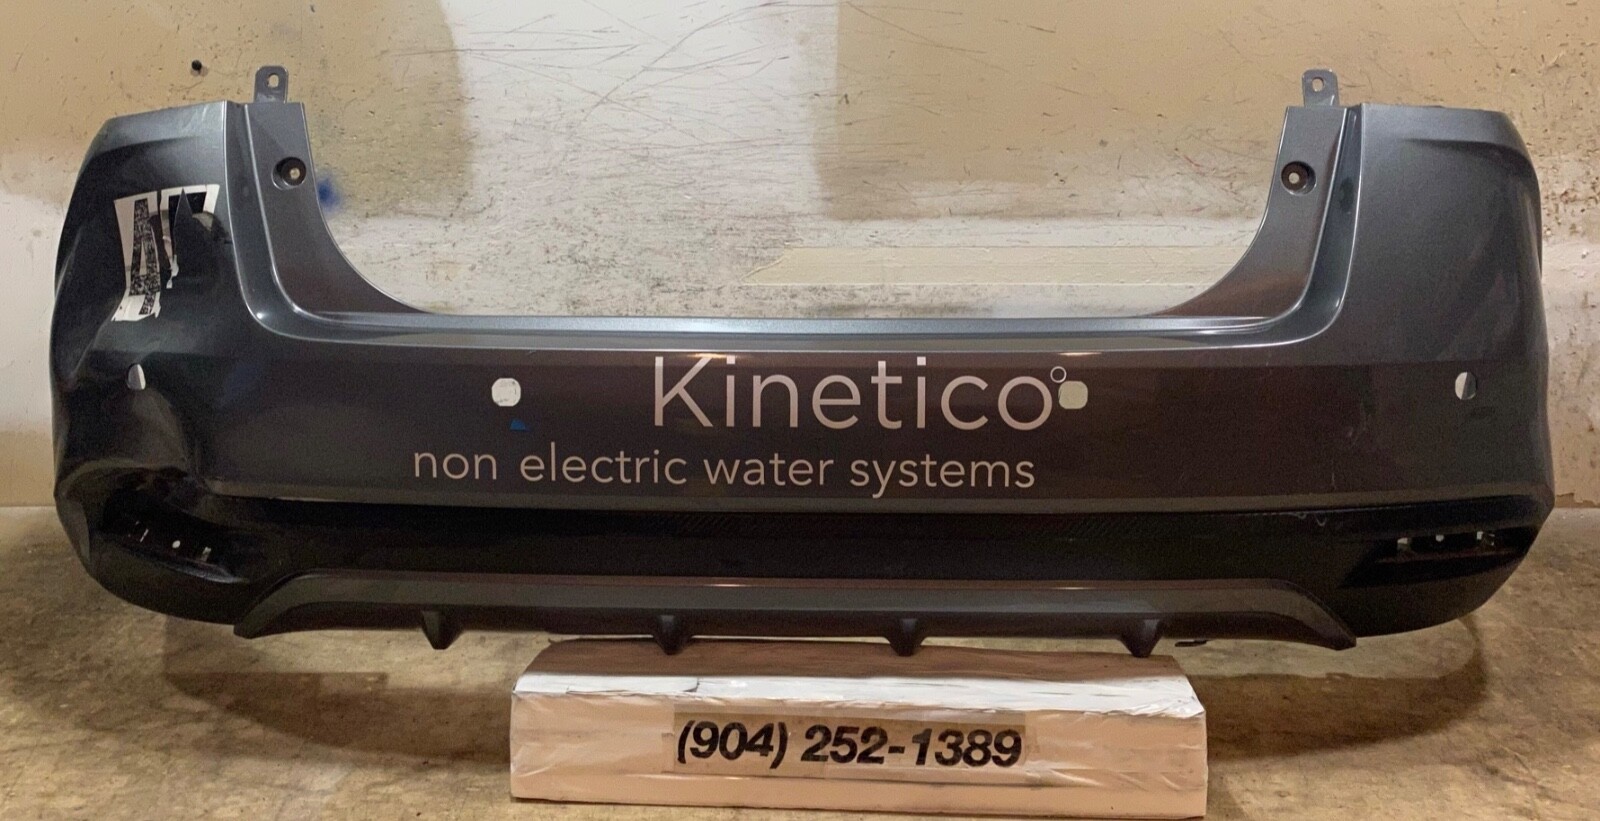 Kinetico
non electric water systems
(904) 252-1389